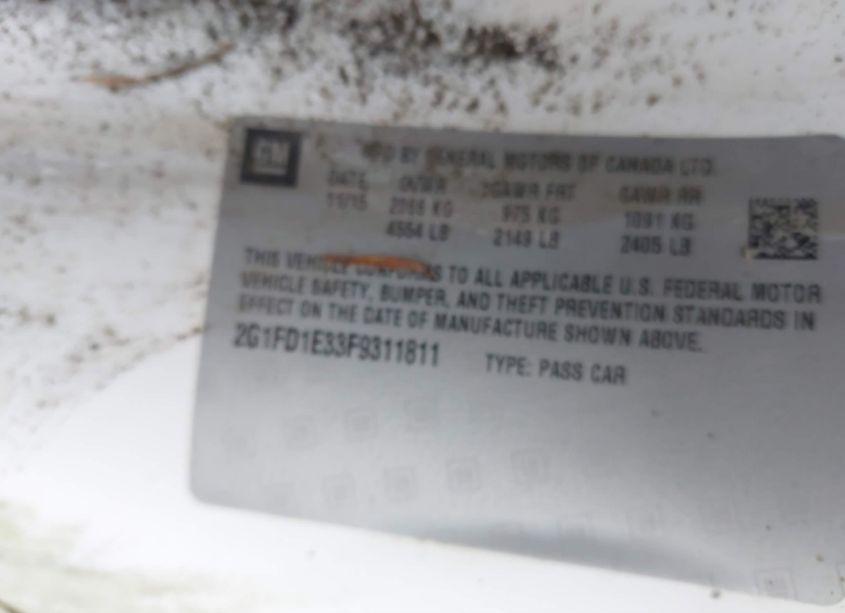 GM
MFD BY GENERAL MOTORS OF CANADA LTD.
DATE GVWR GAWR FRT GAWR RR
11/15 2066 KG 975 KG 1091 KG
4554 LB 2149 LB 2405 LB
THIS VEHICLE CONFORMS TO ALL APPLICABLE U.S. FEDERAL MOTOR
VEHICLE SAFETY, BUMPER, AND THEFT PREVENTION STANDARDS IN
EFFECT ON THE DATE OF MANUFACTURE SHOWN ABOVE.
2G1FD1E33F9311811 TYPE: PASS CAR